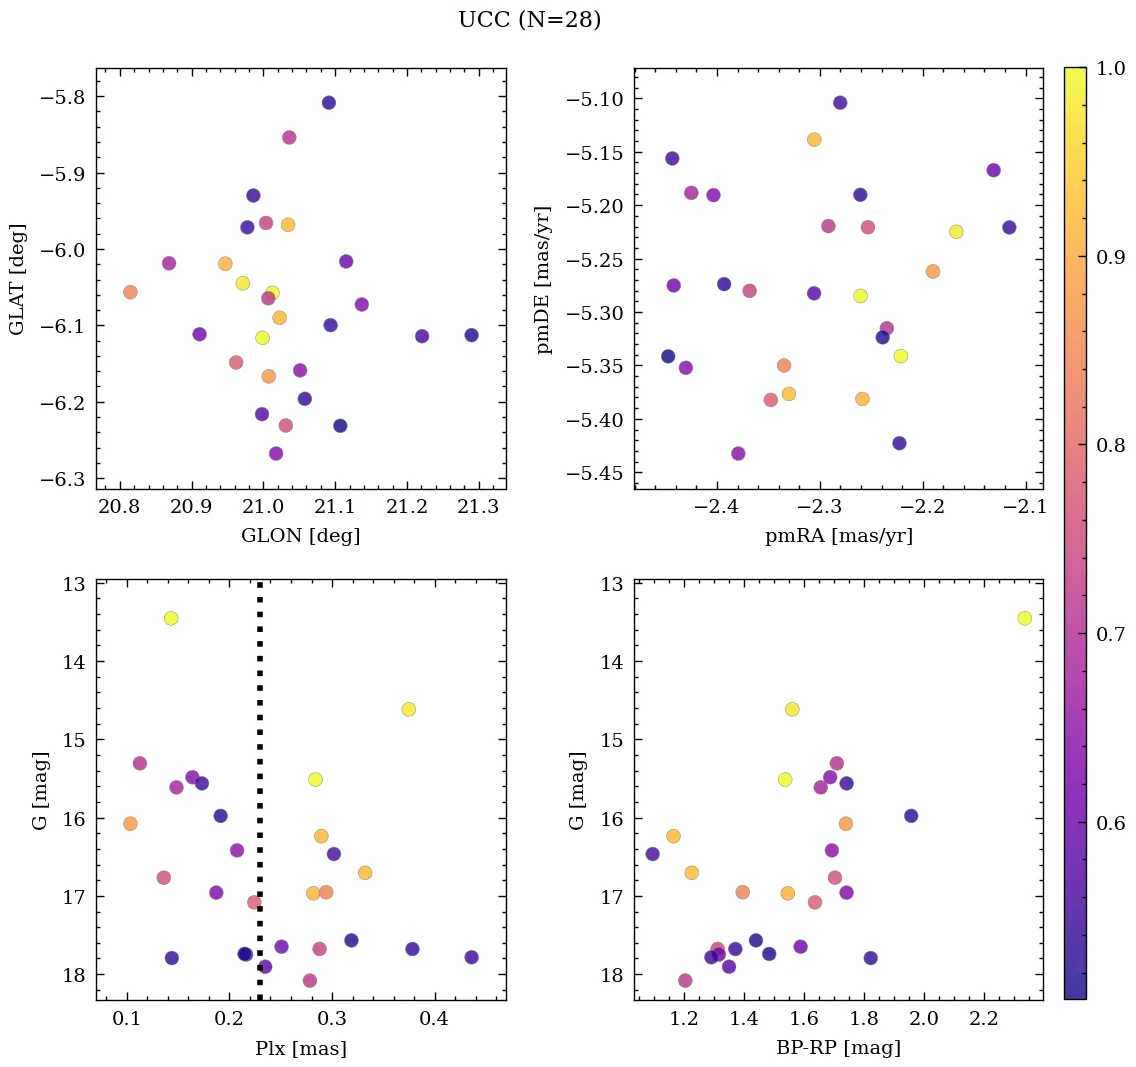 UCC (N=28)
−5.8
−5.9
−6.0
−6.1
−6.2
−6.3
GLAT [deg]
20.8 20.9 21.0 21.1 21.2 21.3
GLON [deg]
−5.10
−5.15
−5.20
−5.25
−5.30
−5.35
−5.40
−5.45
pmDE [mas/yr]
−2.4 −2.3 −2.2 −2.1
pmRA [mas/yr]
13
14
15
16
17
18
G [mag]
0.1 0.2 0.3 0.4
Plx [mas]
13
14
15
16
17
18
G [mag]
1.2 1.4 1.6 1.8 2.0 2.2
BP-RP [mag]
1.0
0.9
0.8
0.7
0.6